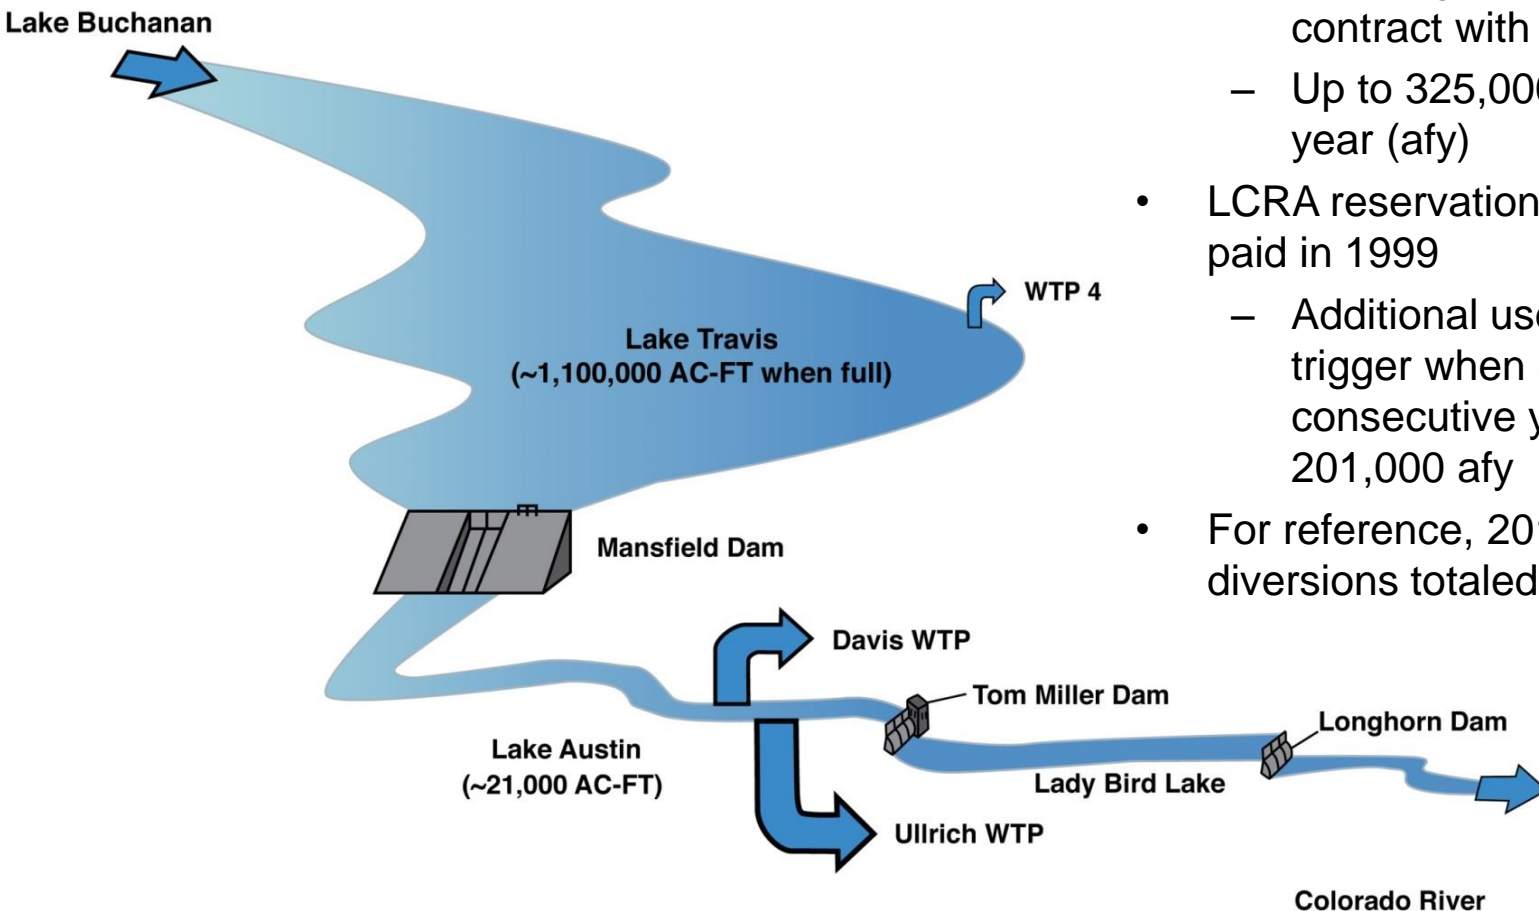 Lake Buchanan
contract with
– Up to 325,000
year (afy)
• LCRA reservation
paid in 1999
– Additional use
trigger when
consecutive
201,000 afy
• For reference,
diversions totaled
WTP 4
Lake Travis
(~1,100,000 AC-FT when full)
Mansfield Dam
Davis WTP
Tom Miller Dam
Longhorn Dam
Lake Austin
(~21,000 AC-FT)
Lady Bird Lake
Ullrich WTP
Colorado River